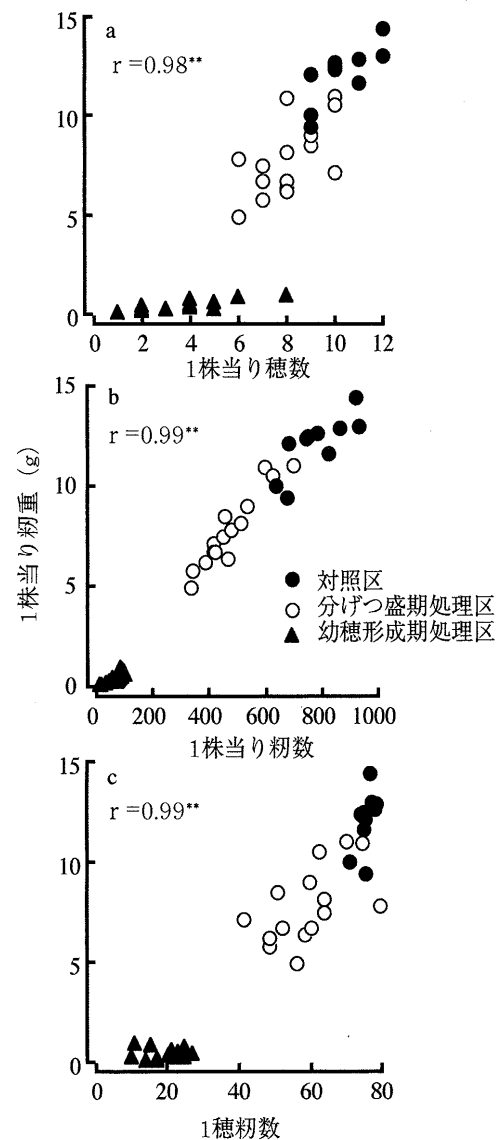 15
a
r =0.98**
10
5
0
0 2 4 6 8 10 12
1株当り穂数
15
b
r =0.99**
10
5
0
0 200 400 600 800 1000
1株当り籾数
1株当り籾重 (g)
対照区
分げつ盛期処理区
幼穂形成期処理区
15
c
r =0.99**
10
5
0
0 20 40 60 80
1穂籾数